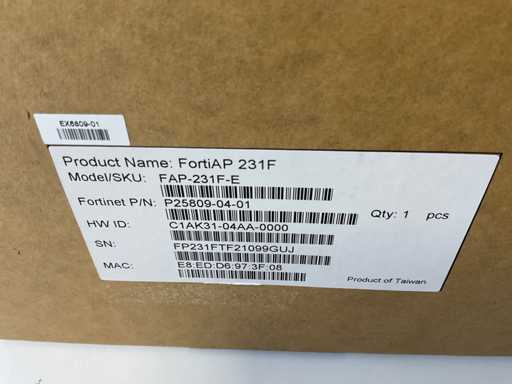 EX6809-01
Product Name: FortiAP 231F
Model/SKU: FAP-231F-E
Fortinet P/N: P25809-04-01
Qty: 1 pcs
HW ID: C1AK31-04AA-0000
SN: FP231FTF21099GUJ
MAC: E8:ED:D6:97:3F:08
Product of Taiwan